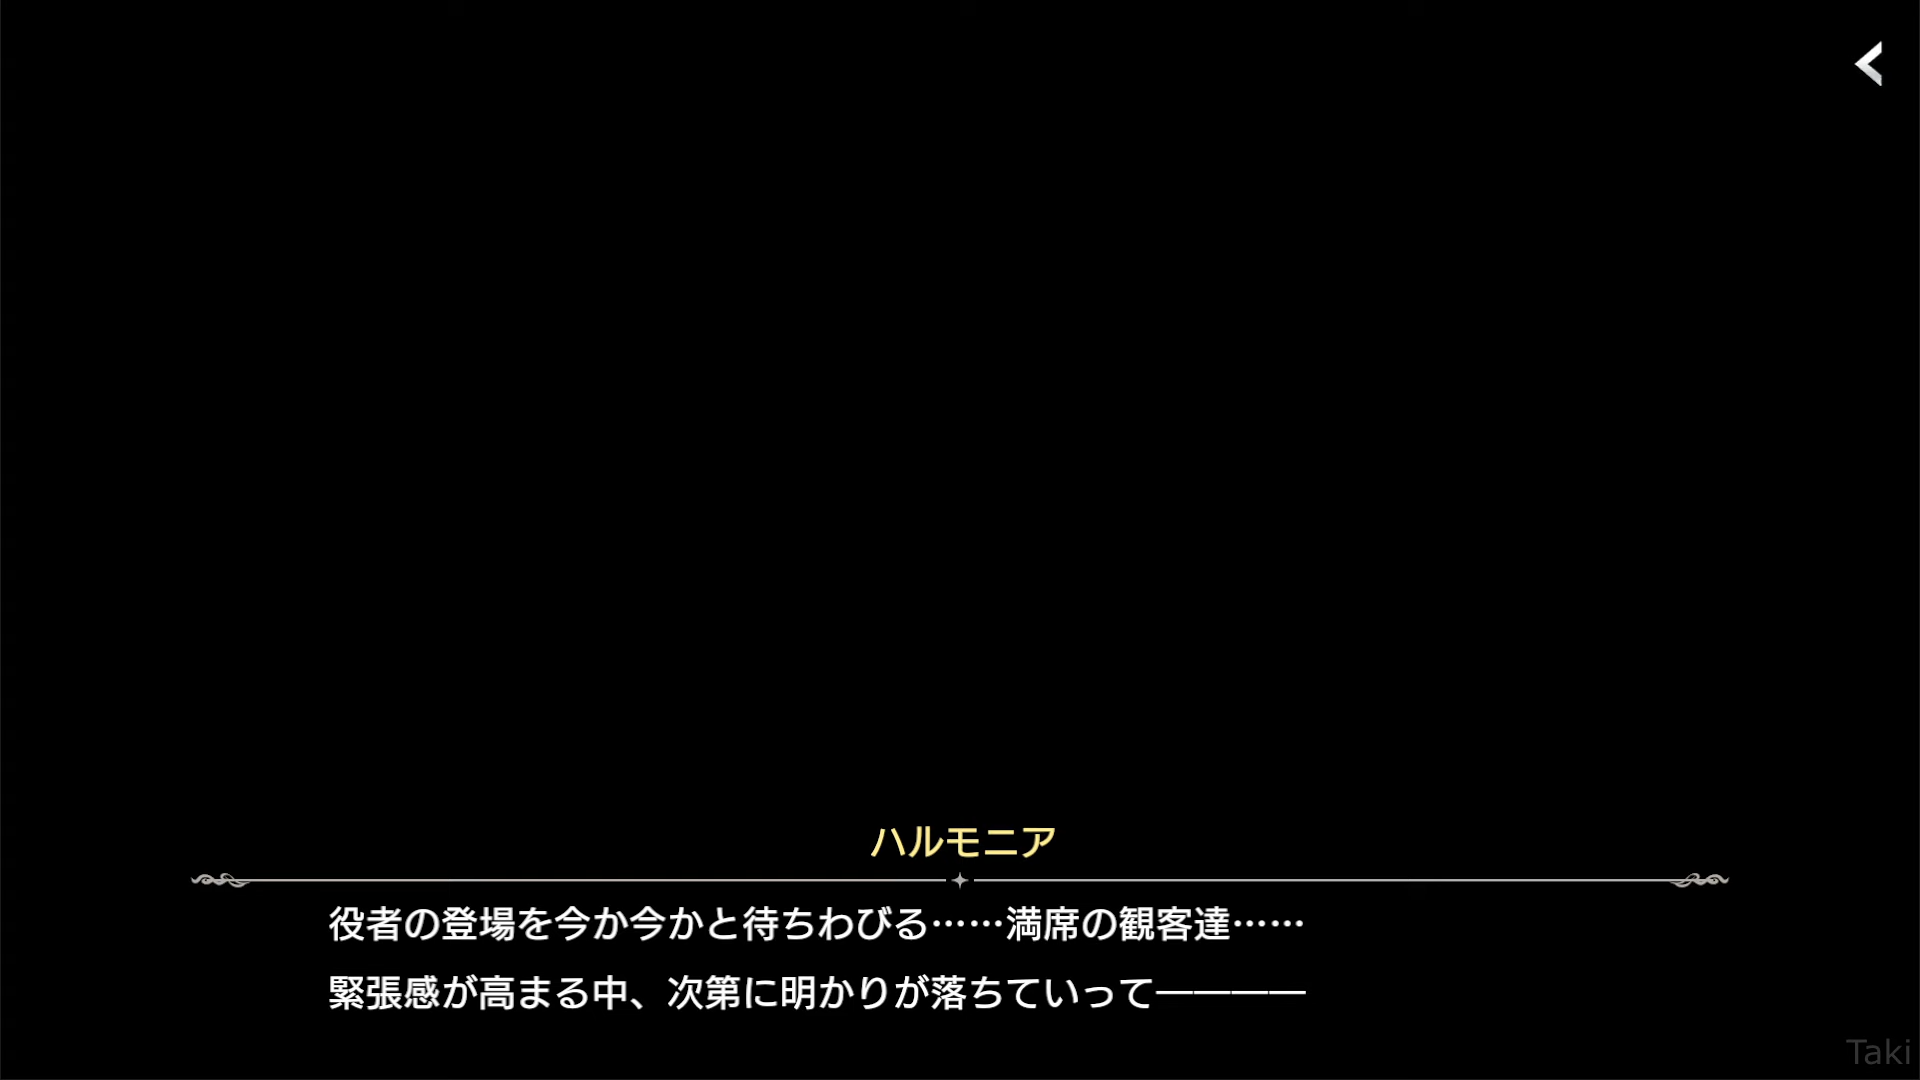 ハルモニア
役者の登場を今か今かと待ちわびる……満席の観客達……
緊張感が高まる中、次第に明かりが落ちていって――――
Taki